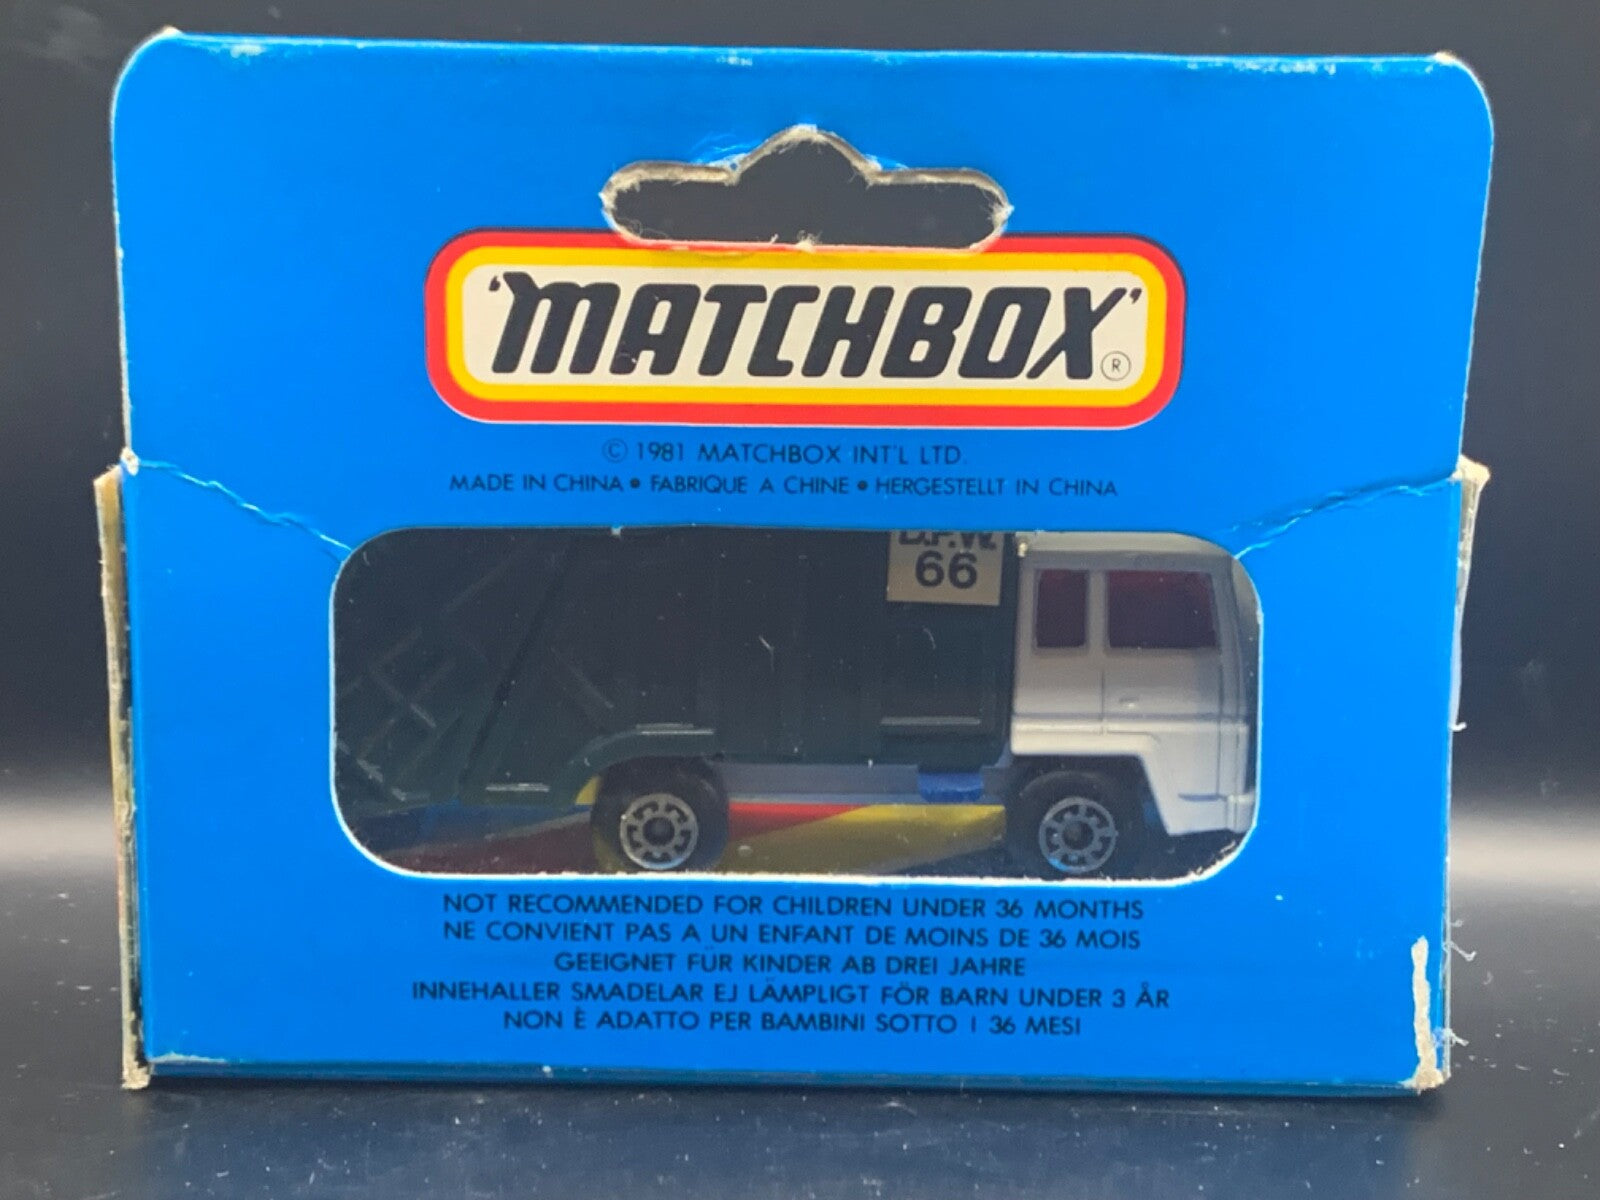 'MATCHBOX'
®
© 1981 MATCHBOX INT'L LTD.
MADE IN CHINA • FABRIQUE A CHINE • HERGESTELLT IN CHINA
D.P.W.
66
NOT RECOMMENDED FOR CHILDREN UNDER 36 MONTHS
NE CONVIENT PAS A UN ENFANT DE MOINS DE 36 MOIS
GEEIGNET FÜR KINDER AB DREI JAHRE
INNEHALLER SMADELAR EJ LÄMPLIGT FÖR BARN UNDER 3 ÅR
NON È ADATTO PER BAMBINI SOTTO I 36 MESI